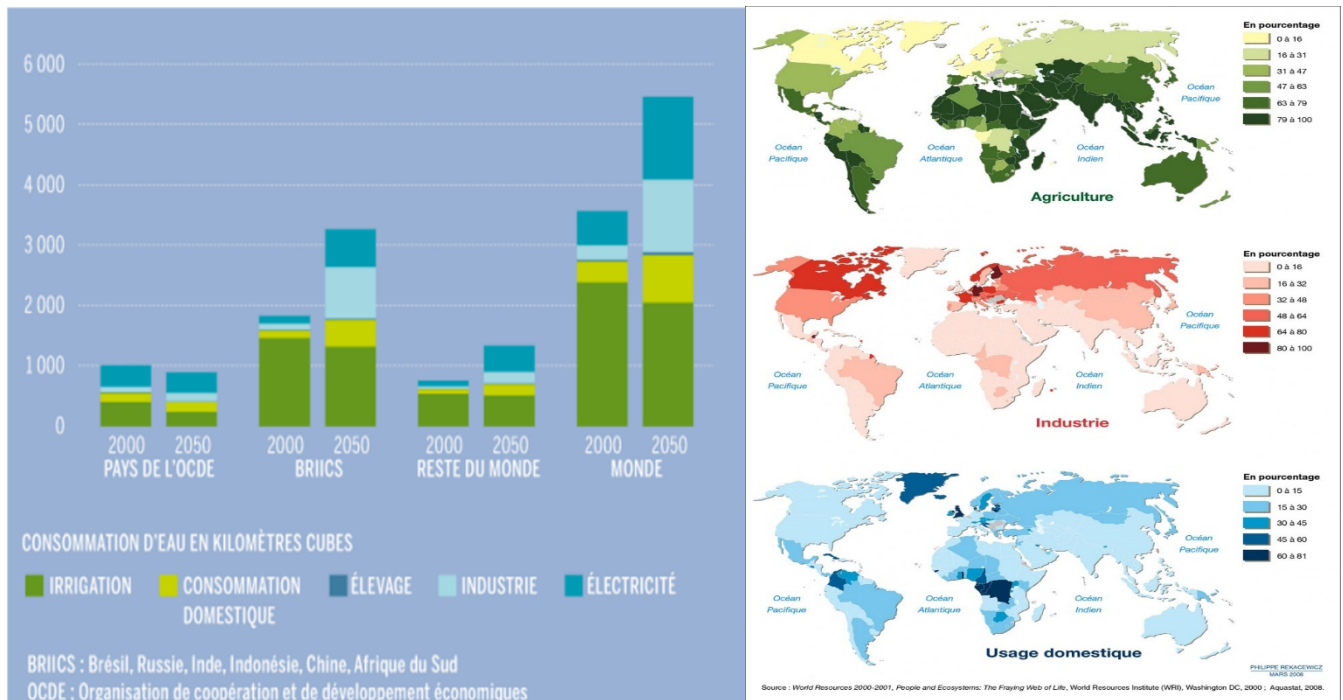 6 000
5 000
4 000
3 000
2 000
1 000
0
2000 2050 2000 2050 2000 2050 2000 2050
PAYS DE L'OCDE BRIICS RESTE DU MONDE MONDE
CONSOMMATION D'EAU EN KILOMÈTRES CUBES
IRRIGATION CONSOMMATION DOMESTIQUE ÉLEVAGE INDUSTRIE ÉLECTRICITÉ
BRIICS : Brésil, Russie, Inde, Indonésie, Chine, Afrique du Sud
OCDE : Organisation de coopération et de développement économiques
En pourcentage
0 à 16
16 à 31
31 à 47
47 à 63
63 à 79
79 à 100
Océan Pacifique
Océan Pacifique
Océan Atlantique
Océan Indien
Agriculture
En pourcentage
0 à 16
16 à 32
32 à 48
48 à 64
64 à 80
80 à 100
Océan Pacifique
Océan Pacifique
Océan Atlantique
Océan Indien
Industrie
En pourcentage
0 à 15
15 à 30
30 à 45
45 à 60
60 à 81
Océan Pacifique
Océan Pacifique
Océan Atlantique
Océan Indien
Usage domestique
PHILIPPE REKACEWICZ
MARS 2008
Source : World Resources 2000-2001, People and Ecosystems: The Fraying Web of Life, World Resources Institute (WRI), Washington DC, 2000 ; Aquastat, 2008.